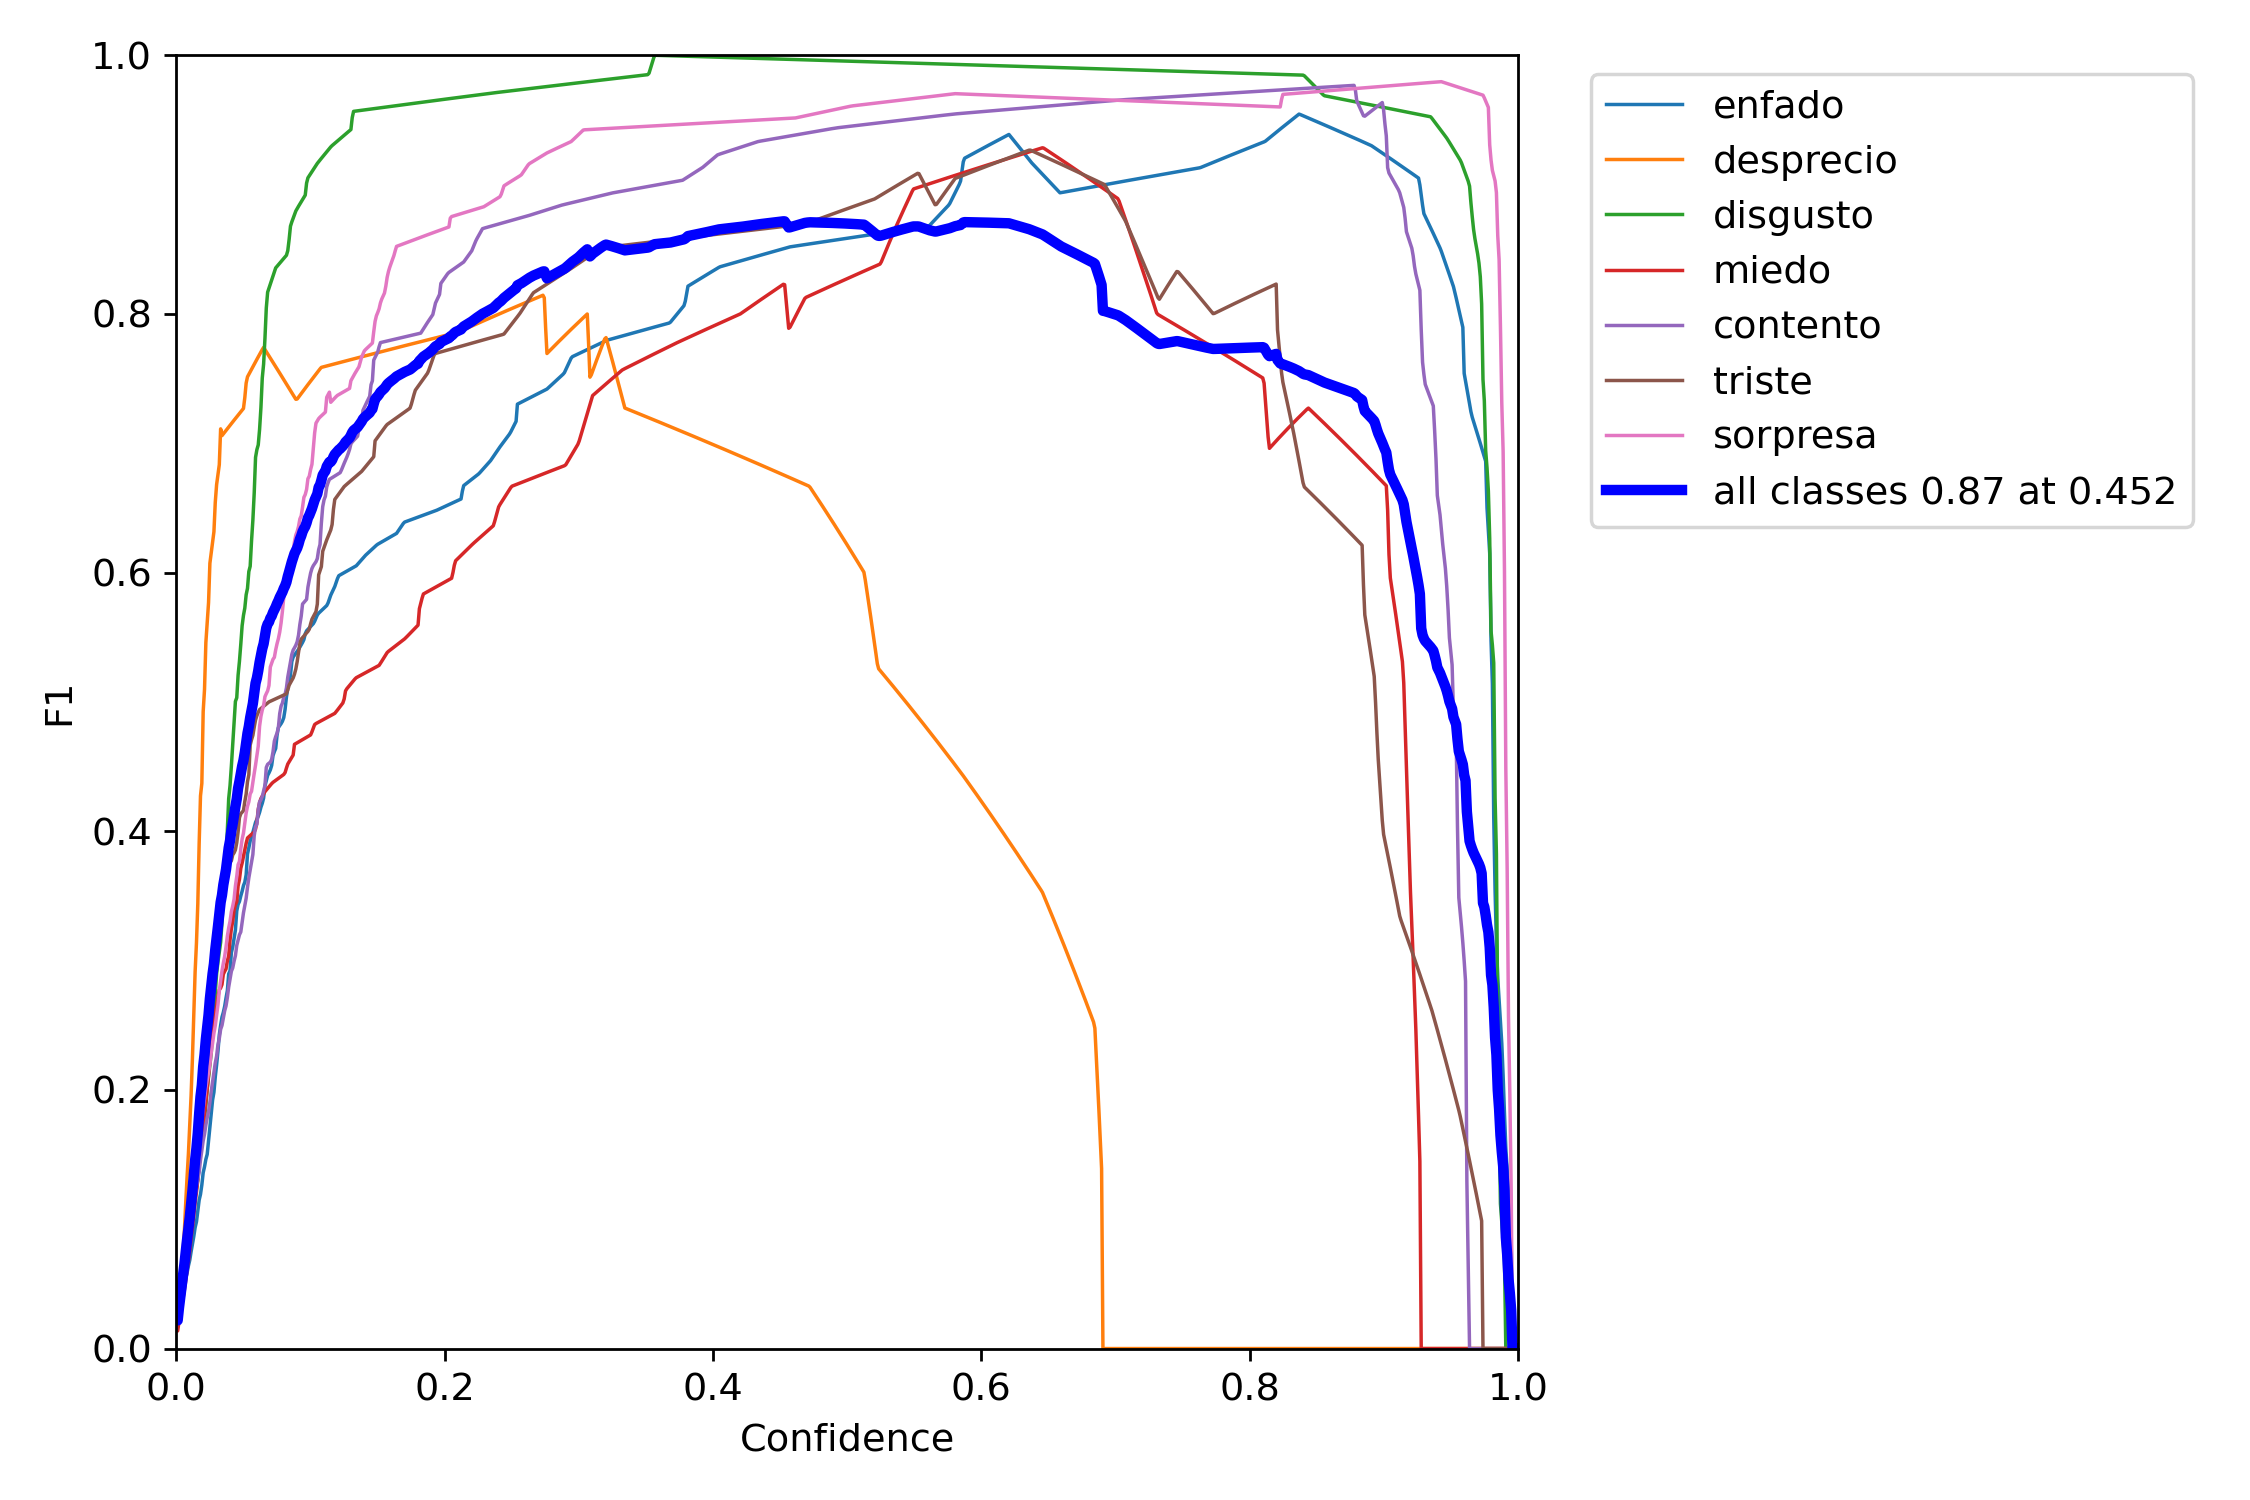 1.0
0.8
0.6
0.4
0.2
0.0
F1
0.0 0.2 0.4 0.6 0.8 1.0
Confidence
enfado
desprecio
disgusto
miedo
contento
triste
sorpresa
all classes 0.87 at 0.452